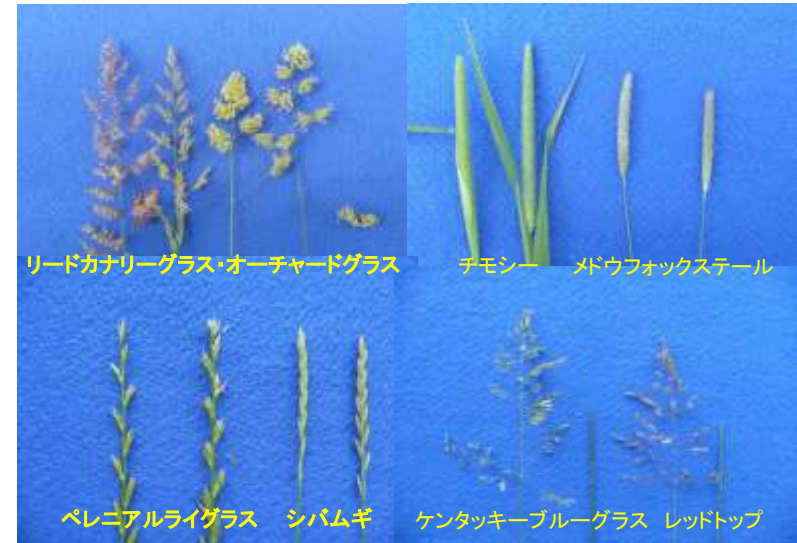 リードカナリーグラス・オーチャードグラス
チモシー メドウフォックステール
ペレニアルライグラス シバムギ
ケンタッキーブルーグラス レッドトップ